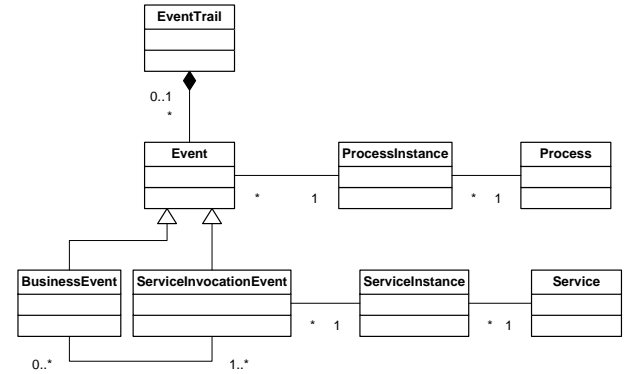 EventTrail
0..1
*
Event
ProcessInstance
Process
* 1
* 1
BusinessEvent
ServiceInvocationEvent
ServiceInstance
Service
* 1
* 1
0..*
1..*